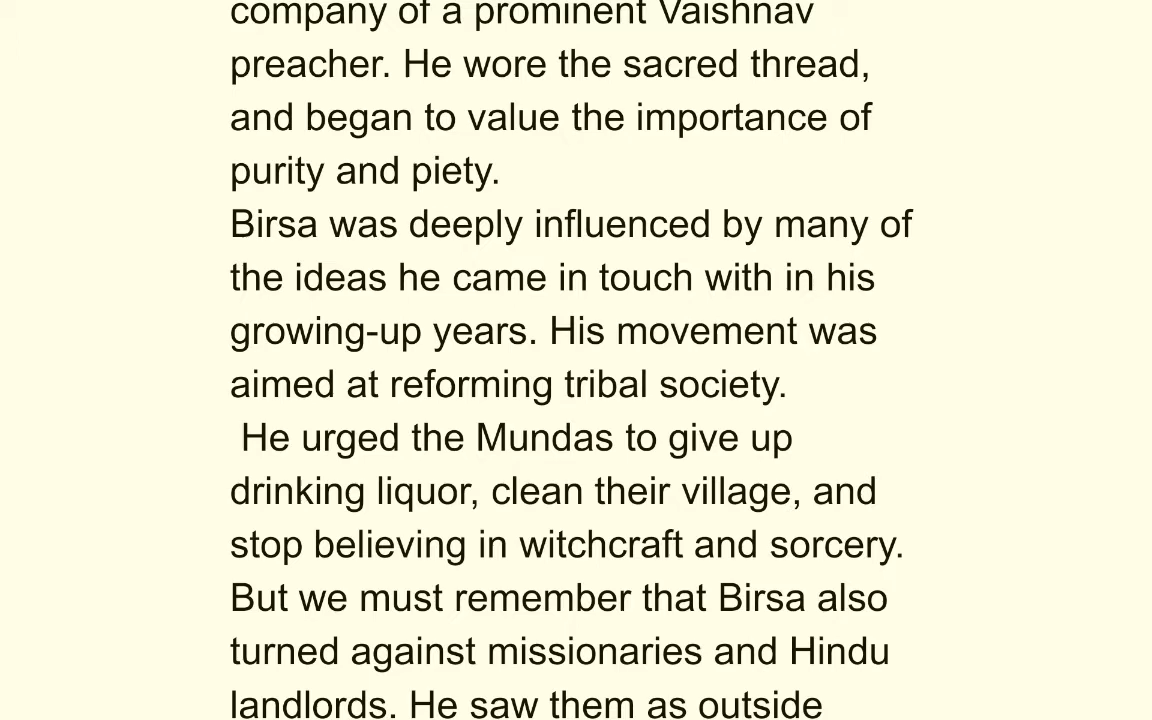 company of a prominent Vaishnav
preacher. He wore the sacred thread,
and began to value the importance of
purity and piety.
Birsa was deeply influenced by many of
the ideas he came in touch with in his
growing-up years. His movement was
aimed at reforming tribal society.
He urged the Mundas to give up
drinking liquor, clean their village, and
stop believing in witchcraft and sorcery.
But we must remember that Birsa also
turned against missionaries and Hindu
landlords. He saw them as outside